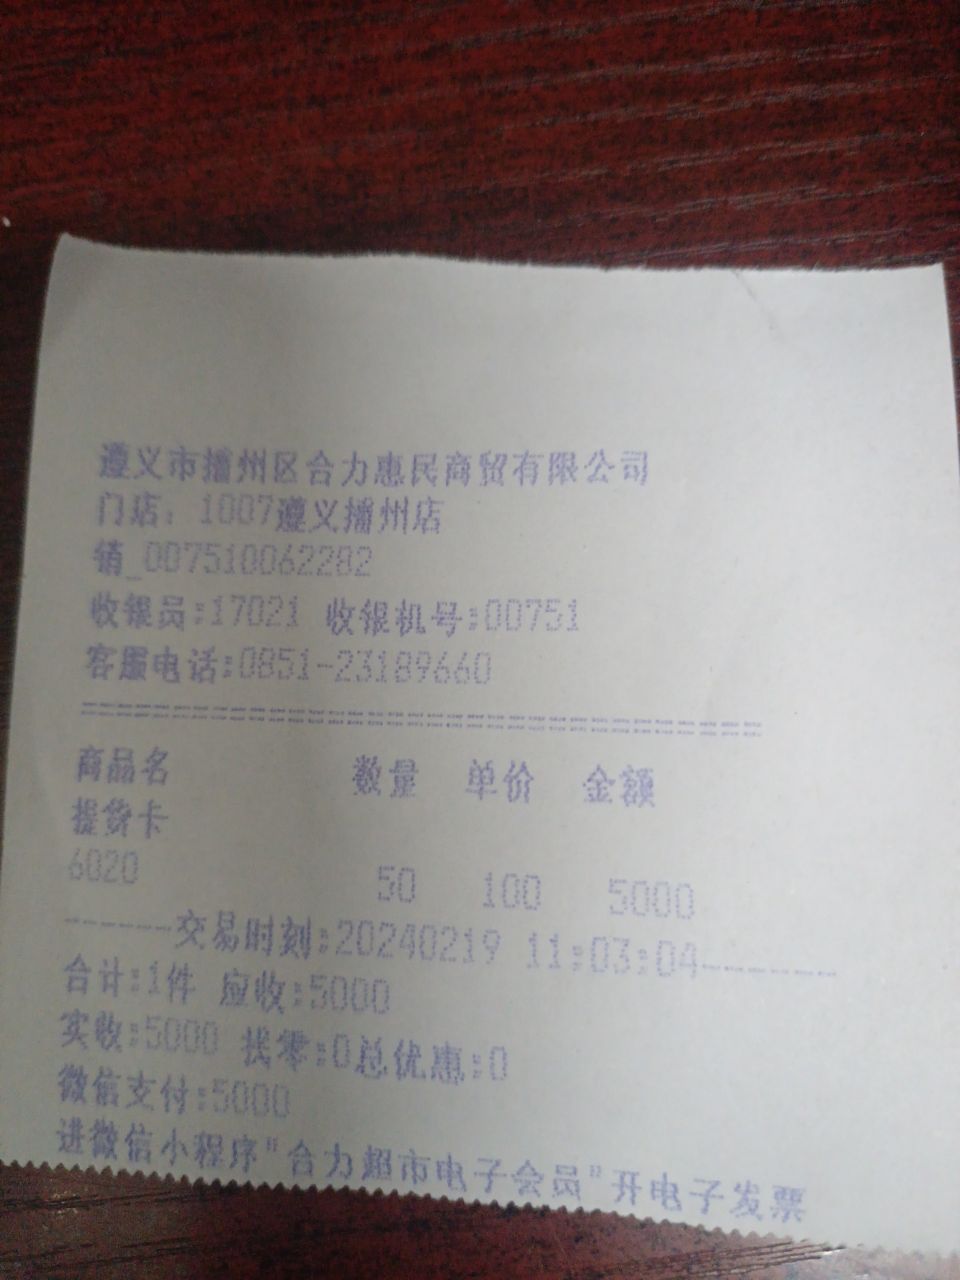 遵义市播州区合力惠民商贸有限公司
门店: 1007遵义播州店
销_007510062282
收银员:17021 收银机号:00751
客服电话:0851-23189660
商品名 数量 单价 金额
提货卡
6020 50 100 5000
------交易时刻:20240219 11:03:04--------
合计:1件 应收:5000
实收:5000 找零:0总优惠:0
微信支付:5000
进微信小程序"合力超市电子会员"开电子发票